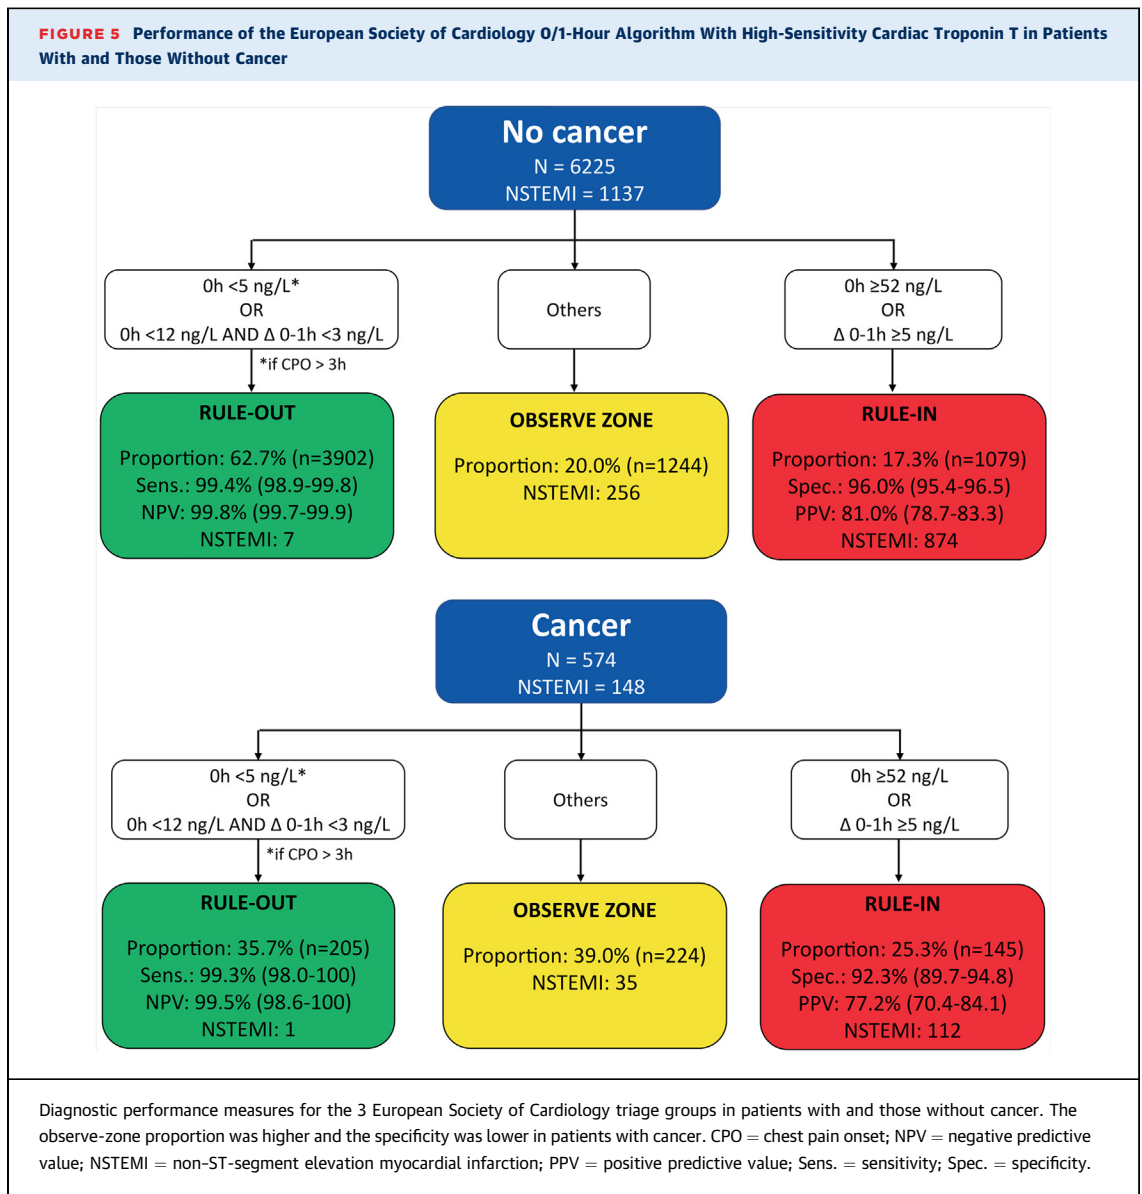 FIGURE 5 Performance of the European Society of Cardiology 0/1-Hour Algorithm With High-Sensitivity Cardiac Troponin T in Patients
With and Those Without Cancer
No cancer
N = 6225
NSTEMI = 1137
0h <5 ng/L*
OR
0h <12 ng/L AND Δ 0-1h <3 ng/L
Others
0h ≥52 ng/L
OR
Δ 0-1h ≥5 ng/L
*if CPO > 3h
RULE-OUT
Proportion: 62.7% (n=3902)
Sens.: 99.4% (98.9-99.8)
NPV: 99.8% (99.7-99.9)
NSTEMI: 7
OBSERVE ZONE
Proportion: 20.0% (n=1244)
NSTEMI: 256
RULE-IN
Proportion: 17.3% (n=1079)
Spec.: 96.0% (95.4-96.5)
PPV: 81.0% (78.7-83.3)
NSTEMI: 874
Cancer
N = 574
NSTEMI = 148
0h <5 ng/L*
OR
0h <12 ng/L AND Δ 0-1h <3 ng/L
Others
0h ≥52 ng/L
OR
Δ 0-1h ≥5 ng/L
*if CPO > 3h
RULE-OUT
Proportion: 35.7% (n=205)
Sens.: 99.3% (98.0-100)
NPV: 99.5% (98.6-100)
NSTEMI: 1
OBSERVE ZONE
Proportion: 39.0% (n=224)
NSTEMI: 35
RULE-IN
Proportion: 25.3% (n=145)
Spec.: 92.3% (89.7-94.8)
PPV: 77.2% (70.4-84.1)
NSTEMI: 112
Diagnostic performance measures for the 3 European Society of Cardiology triage groups in patients with and those without cancer. The
observe-zone proportion was higher and the specificity was lower in patients with cancer. CPO = chest pain onset; NPV = negative predictive
value; NSTEMI = non–ST-segment elevation myocardial infarction; PPV = positive predictive value; Sens. = sensitivity; Spec. = specificity.